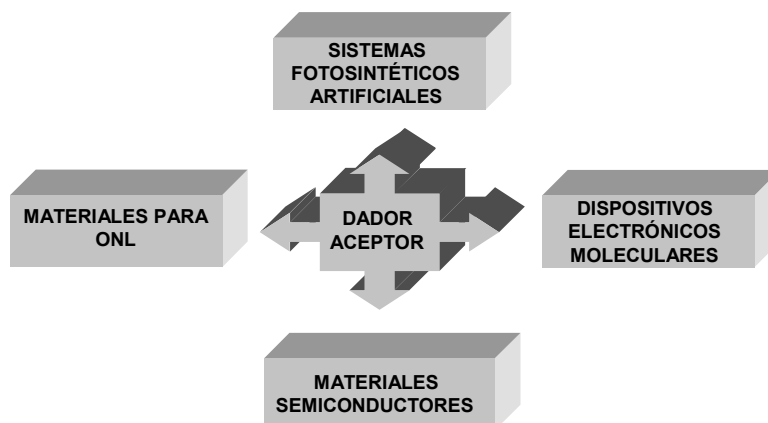 SISTEMAS
FOTOSINTÉTICOS
ARTIFICIALES
MATERIALES PARA
ONL
DADOR
ACEPTOR
DISPOSITIVOS
ELECTRÓNICOS
MOLECULARES
MATERIALES
SEMICONDUCTORES